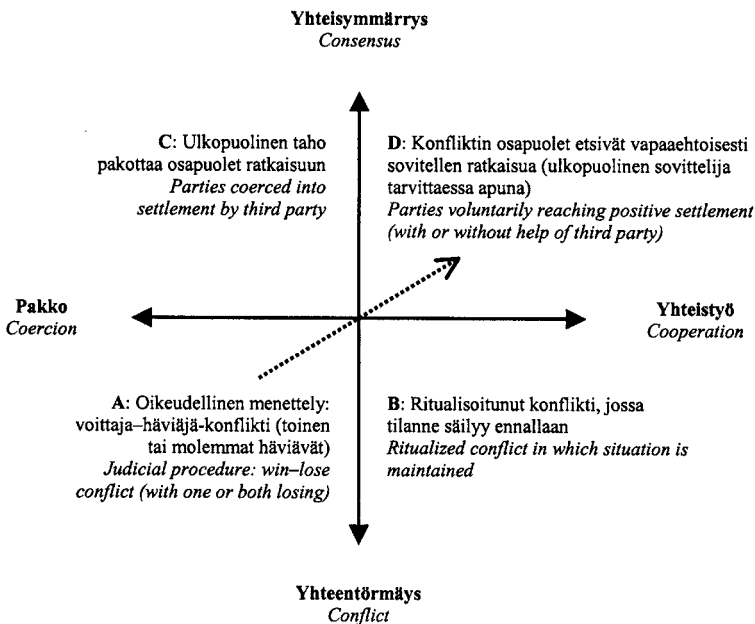 Yhteisymmärrys
Consensus
C: Ulkopuolinen taho
pakottaa osapuolet ratkaisuun
Parties coerced into
settlement by third party
D: Konfliktin osapuolet etsivät vapaaehtoisesti
sovitellen ratkaisua (ulkopuolinen sovittelija
tarvittaessa apuna)
Parties voluntarily reaching positive settlement
(with or without help of third party)
Pakko
Coercion
Yhteistyö
Cooperation
A: Oikeudellinen menettely:
voittaja–häviäjä-konflikti (toinen
tai molemmat häviävät)
Judicial procedure: win–lose
conflict (with one or both losing)
B: Ritualisoitunut konflikti, jossa
tilanne säilyy ennallaan
Ritualized conflict in which situation is
maintained
Yhteentörmäys
Conflict